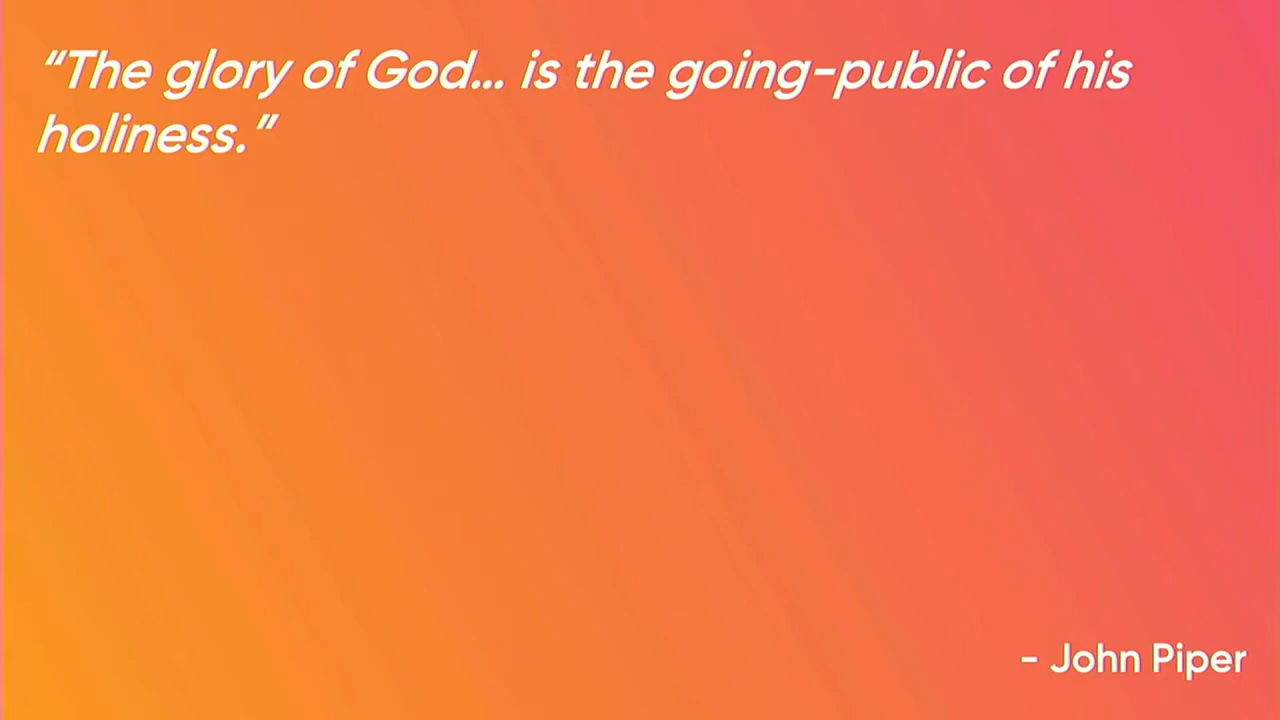 “The glory of God... is the going-public of his
holiness.”
- John Piper